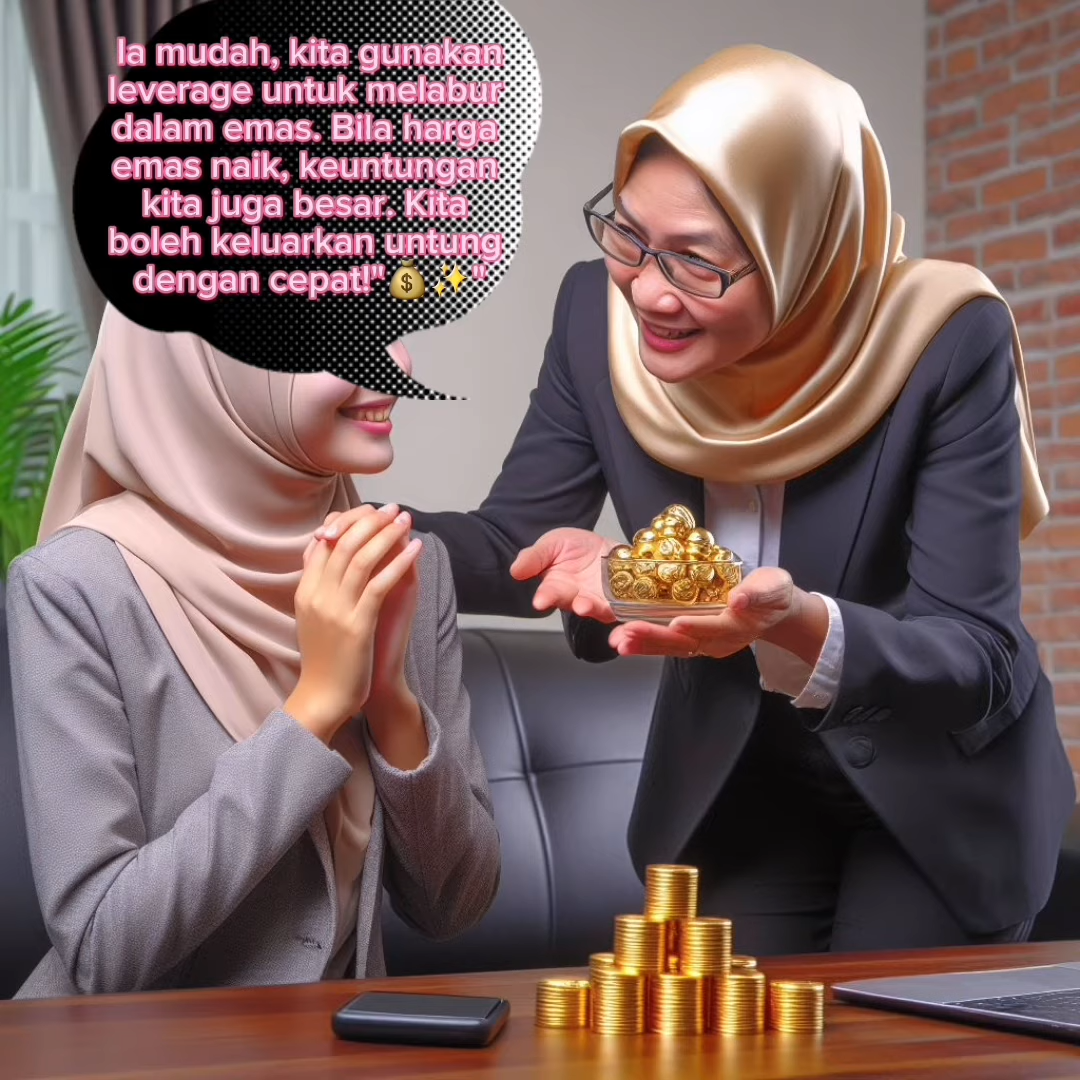 Ia mudah, kita gunakan
leverage untuk melabur
dalam emas. Bila harga
emas naik, keuntungan
kita juga besar. Kita
boleh keluarkan untung
dengan cepat!"💰✨"